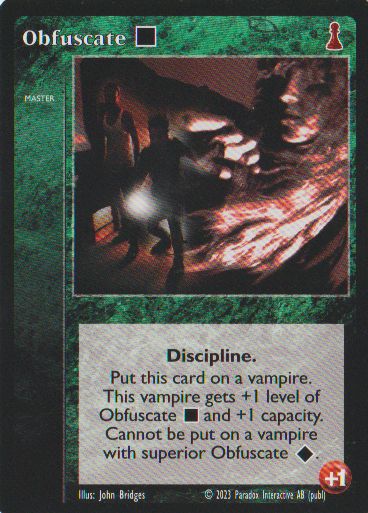 Obfuscate
MASTER
Discipline.
Put this card on a vampire.
This vampire gets +1 level of
Obfuscate and +1 capacity.
Cannot be put on a vampire
with superior Obfuscate .
+1
Illus: John Bridges © 2023 Paradox Interactive AB (publ)